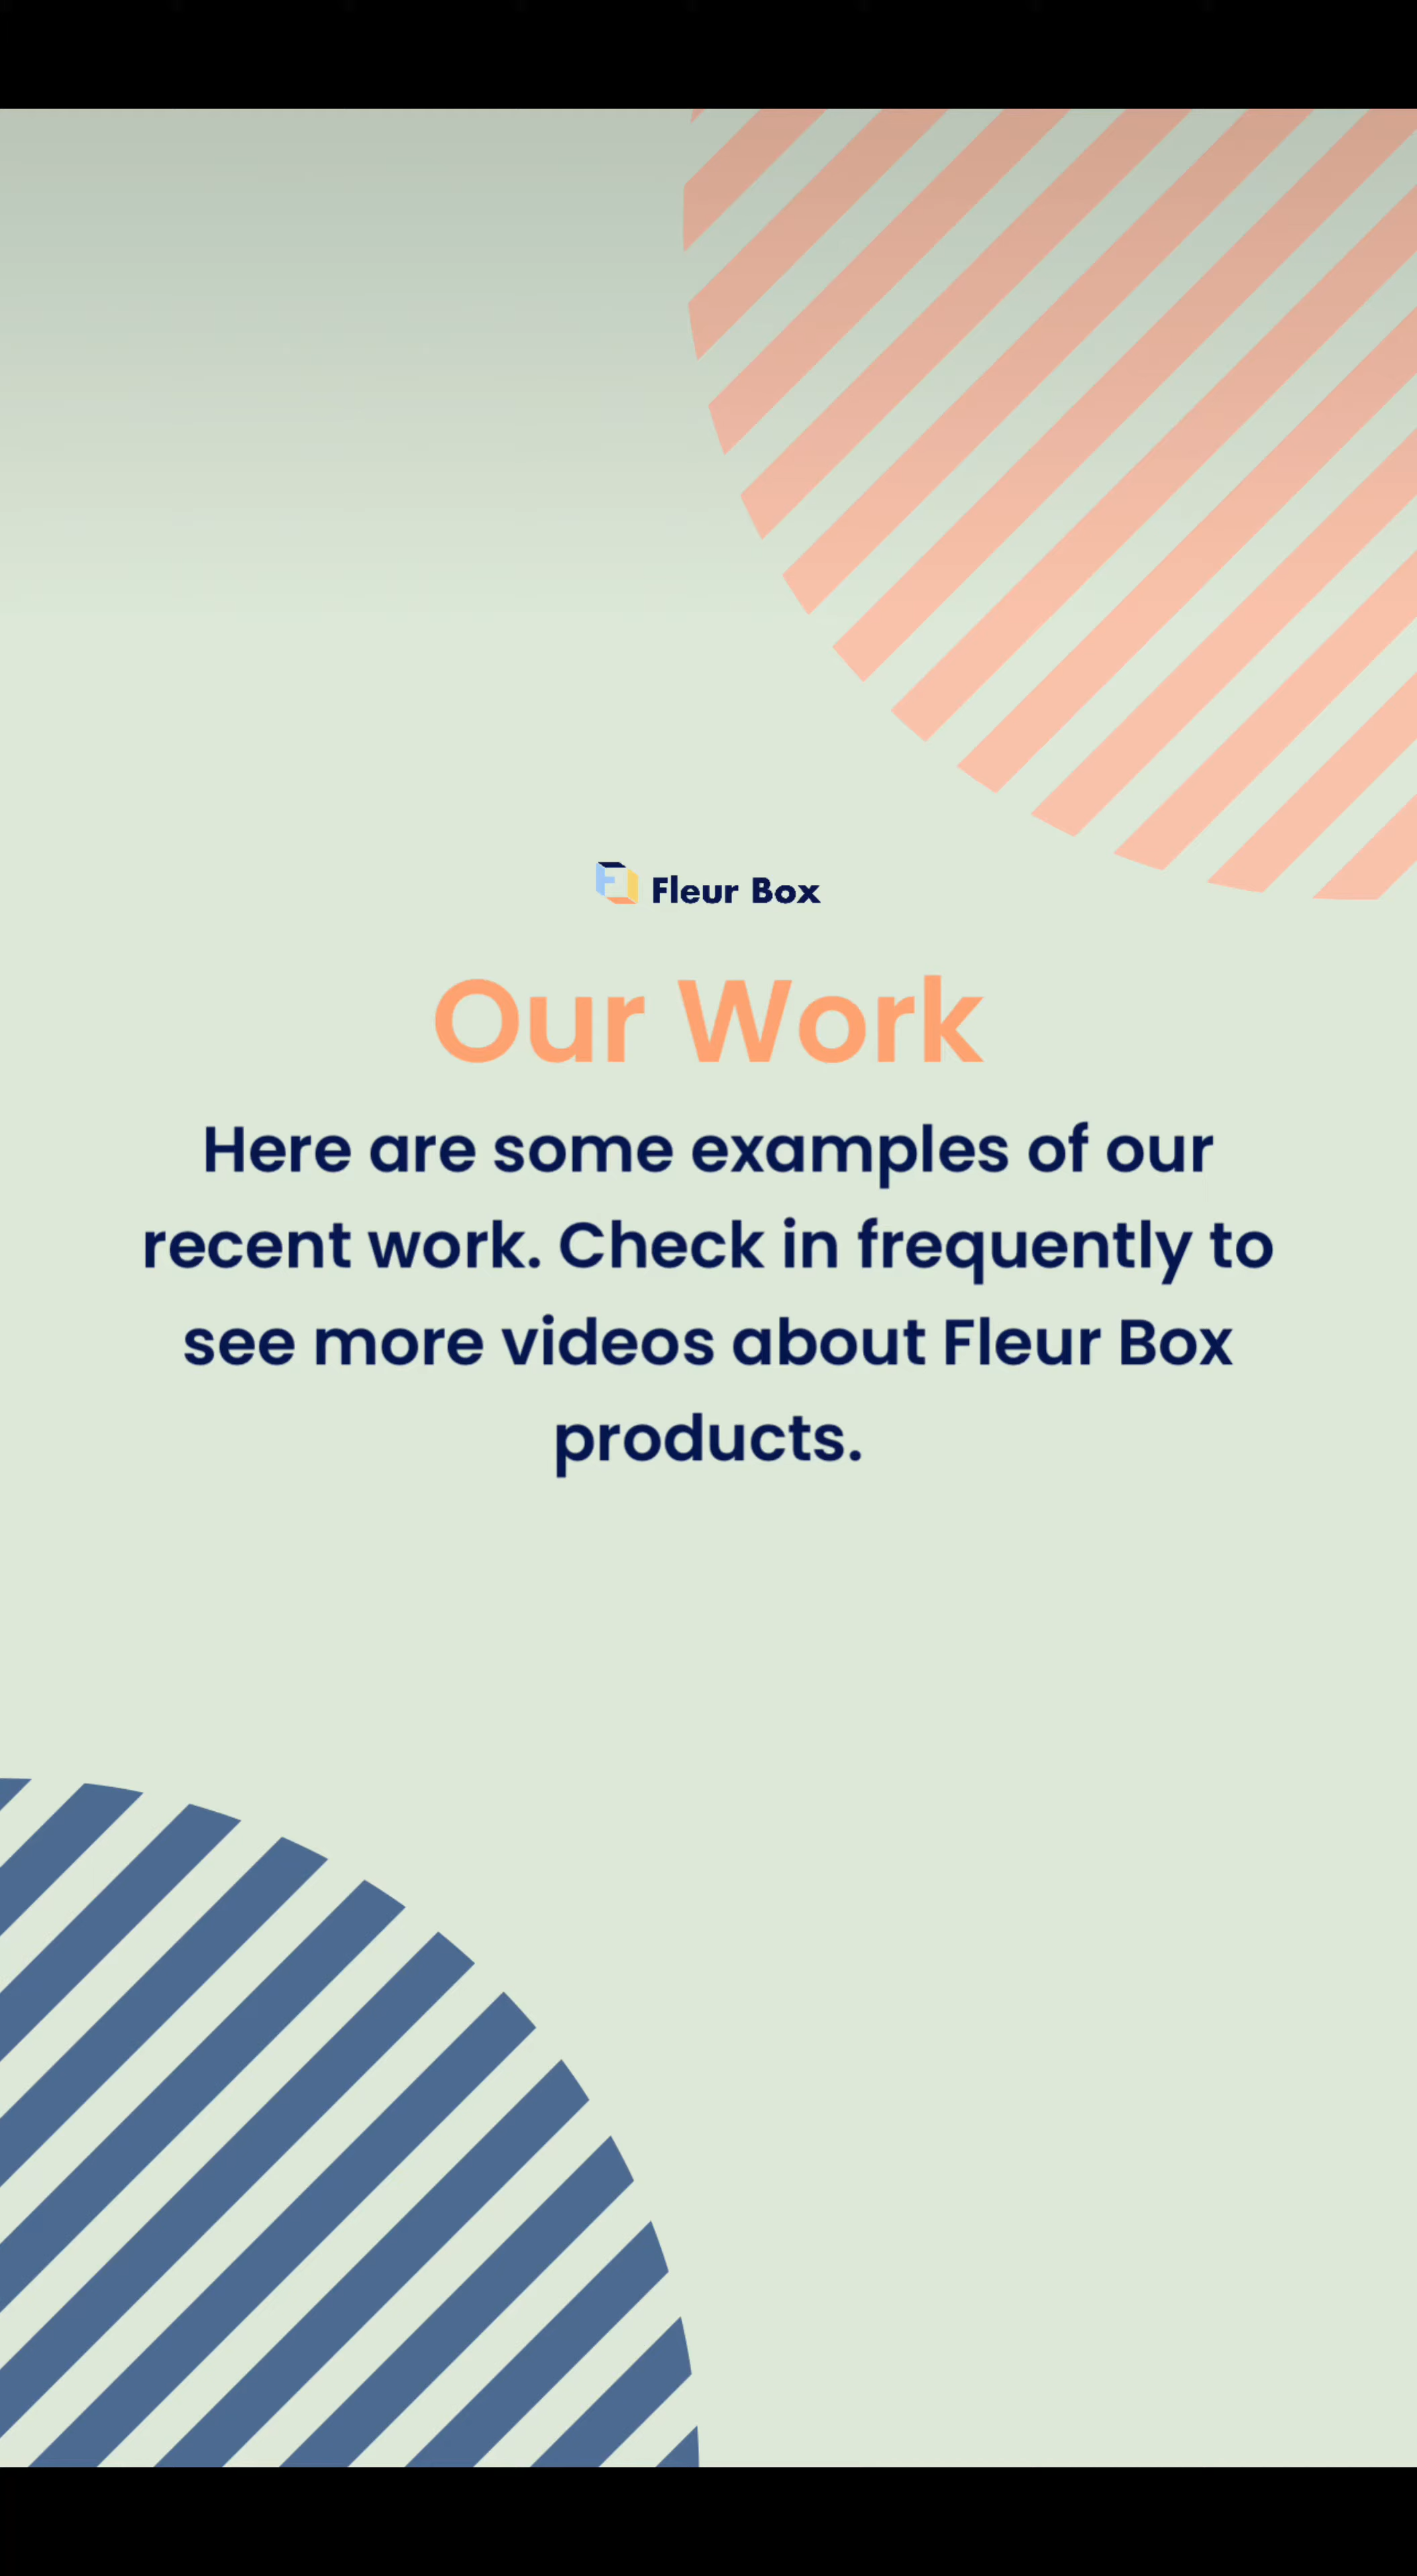 Fleur Box
Our Work
Here are some examples of our
recent work. Check in frequently to
see more videos about Fleur Box
products.